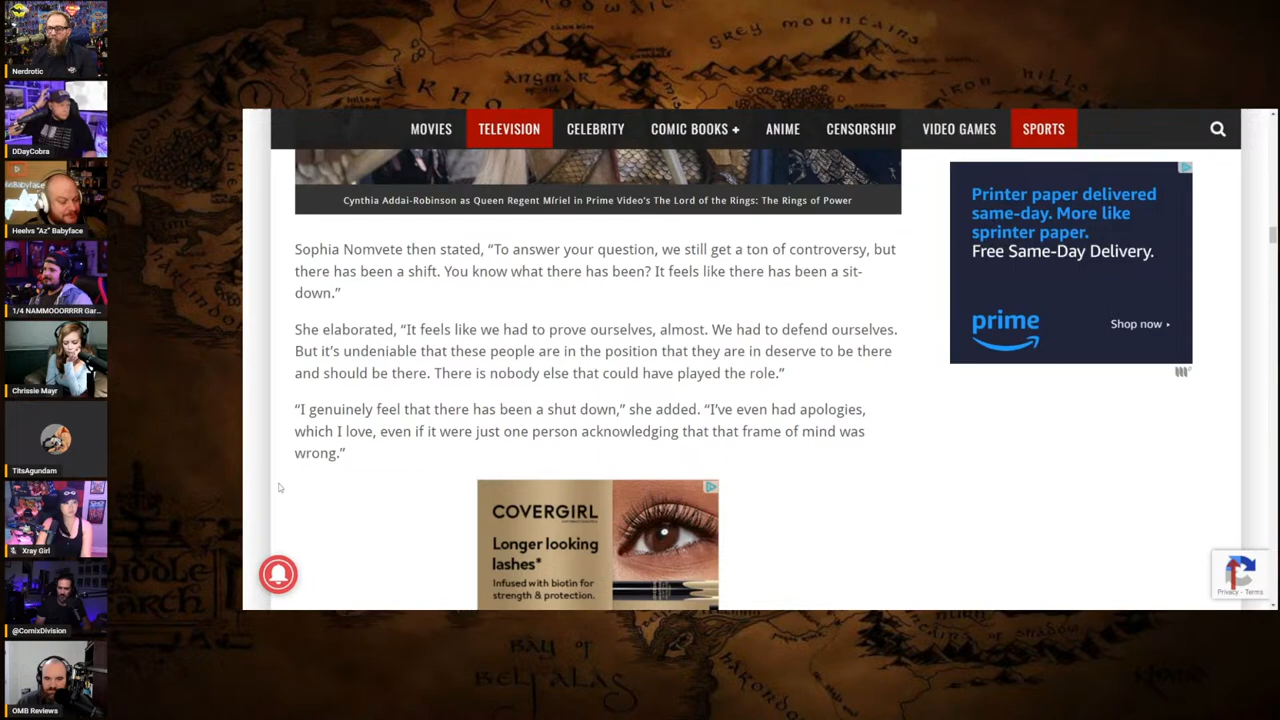 Nerdrotic
DDayCobra
Heelvs "Az" Babyface
1/4 NAMMOOORRRR Gar...
Chrissie Mayr
TitsAgundam
Xray Girl
@ComixDivision
OMB Reviews
GREY MOUNTAINS
ANGMAR
IRON HILLS
MOVIES TELEVISION CELEBRITY COMIC BOOKS + ANIME CENSORSHIP VIDEO GAMES SPORTS
Cynthia Addai-Robinson as Queen Regent Míriel in Prime Video's The Lord of the Rings: The Rings of Power
Sophia Nomvete then stated, “To answer your question, we still get a ton of controversy, but
there has been a shift. You know what there has been? It feels like there has been a sit-
down.”
She elaborated, “It feels like we had to prove ourselves, almost. We had to defend ourselves.
But it’s undeniable that these people are in the position that they are in deserve to be there
and should be there. There is nobody else that could have played the role.”
“I genuinely feel that there has been a shut down,” she added. “I’ve even had apologies,
which I love, even if it were just one person acknowledging that that frame of mind was
wrong.”
Printer paper delivered
same-day. More like
sprinter paper.
Free Same-Day Delivery.
prime
Shop now
COVERGIRL
Longer looking
lashes*
Infused with biotin for
strength & protection.
Privacy - Terms
BAY OF
BELFALAS